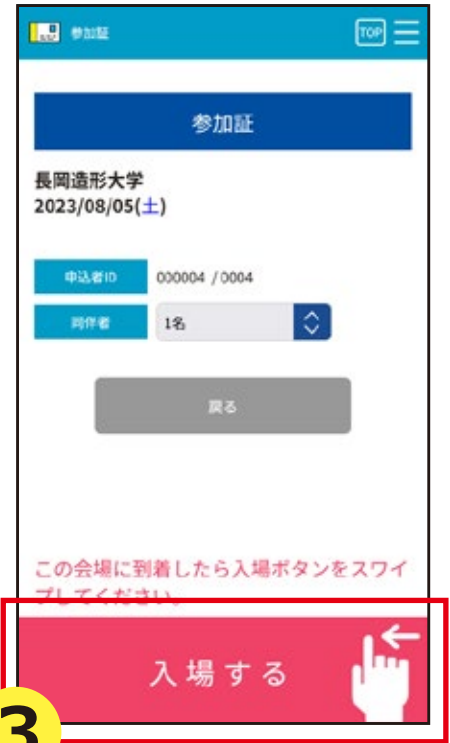 参加証
TOP
参加証
長岡造形大学
2023/08/05(土)
申込者ID 000004 / 0004
同伴者 1名
戻る
この会場に到着したら入場ボタンをスワイ
プしてください。
入場する
3